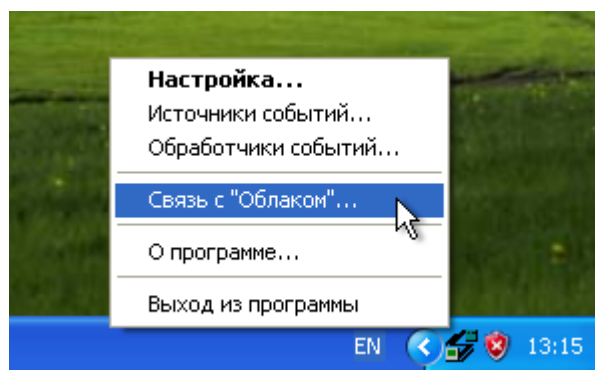 Настройка...
Источники событий...
Обработчики событий...
Связь с "Облаком"...
О программе...
Выход из программы
EN 13:15